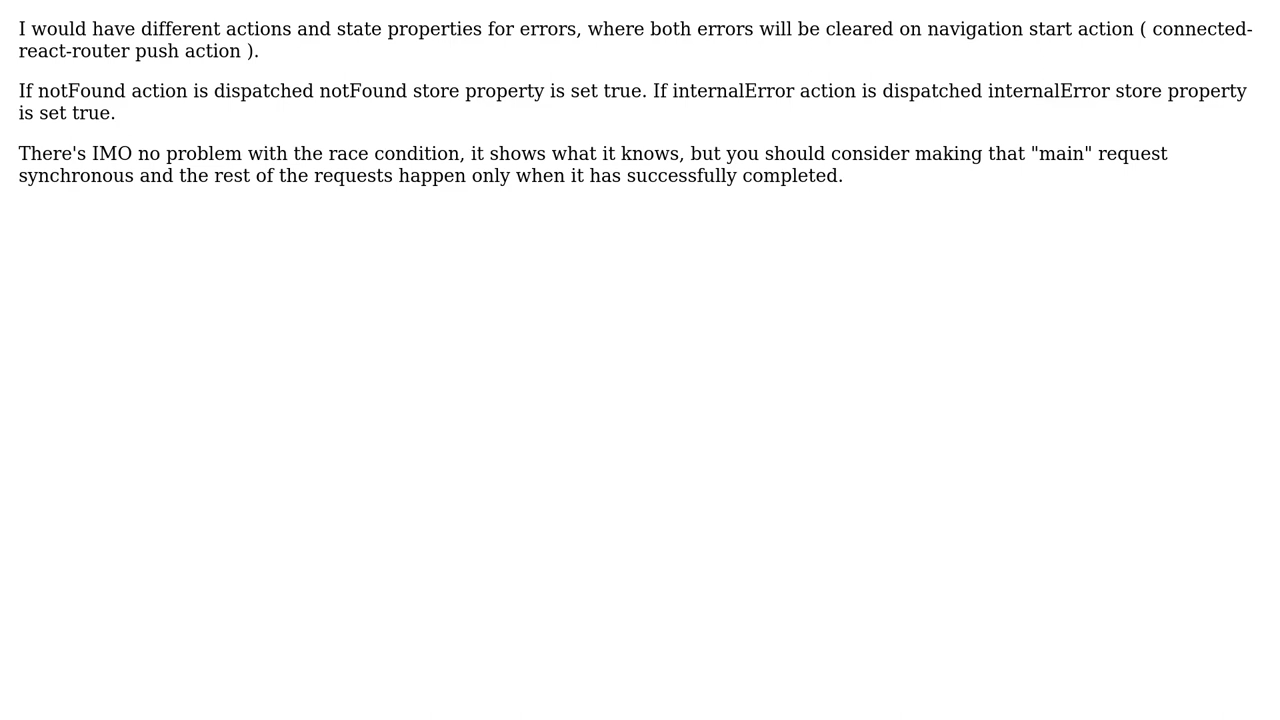 I would have different actions and state properties for errors, where both errors will be cleared on navigation start action ( connected-
react-router push action ).
If notFound action is dispatched notFound store property is set true. If internalError action is dispatched internalError store property
is set true.
There's IMO no problem with the race condition, it shows what it knows, but you should consider making that "main" request
synchronous and the rest of the requests happen only when it has successfully completed.